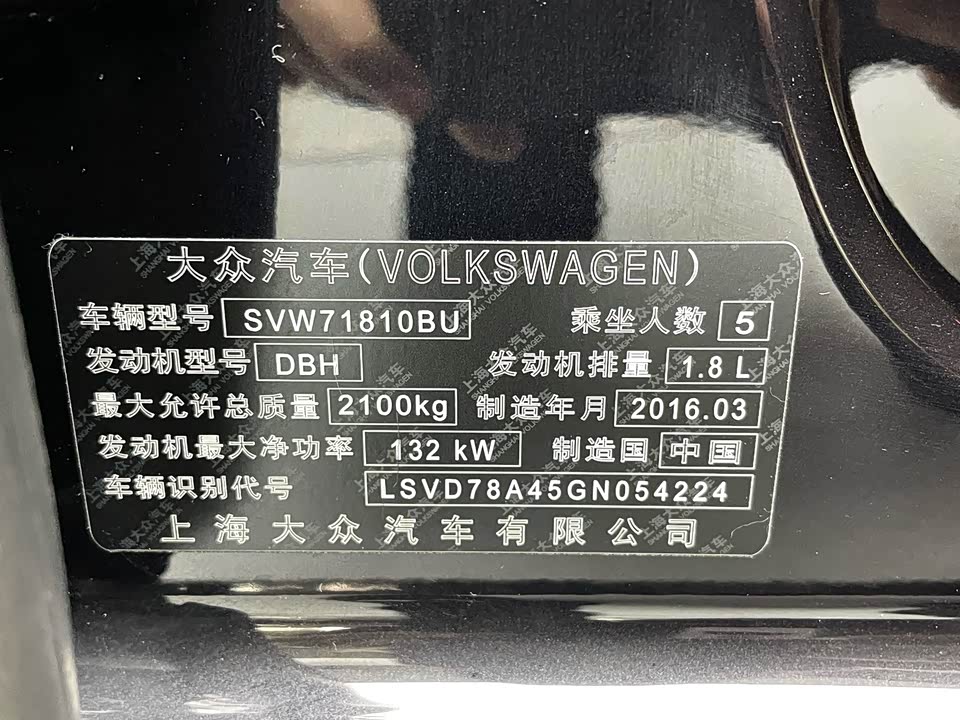 大众汽车(VOLKSWAGEN)
车辆型号 SVW71810BU 乘坐人数 5
发动机型号 DBH 发动机排量 1.8 L
最大允许总质量 2100kg 制造年月 2016.03
发动机最大净功率 132 kW 制造国 中国
车辆识别代号 LSVD78A45GN054224
上海大众汽车有限公司